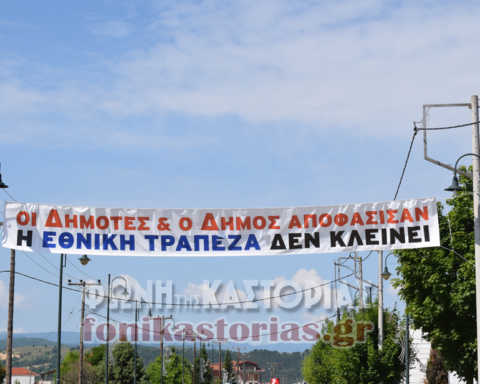 ΟΙ ΔΗΜΟΤΕΣ & Ο ΔΗΜΟΣ ΑΠΟΦΑΣΙΣΑΝ
Η ΕΘΝΙΚΗ ΤΡΑΠΕΖΑ ΔΕΝ ΚΛΕΙΝΕΙ
ΦΩΝΗ ΤΗΣ ΚΑΣΤΟΡΙΑΣ
fonikastorias.gr